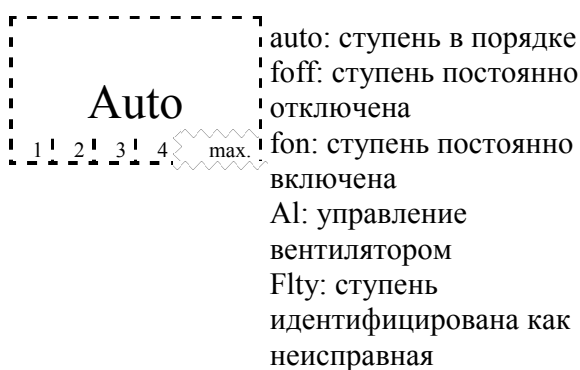 Auto
1 2 3 4 max.
auto: ступень в порядке
foff: ступень постоянно
отключена
fon: ступень постоянно
включена
Al: управление
вентилятором
Flty: ступень
идентифицирована как
неисправная